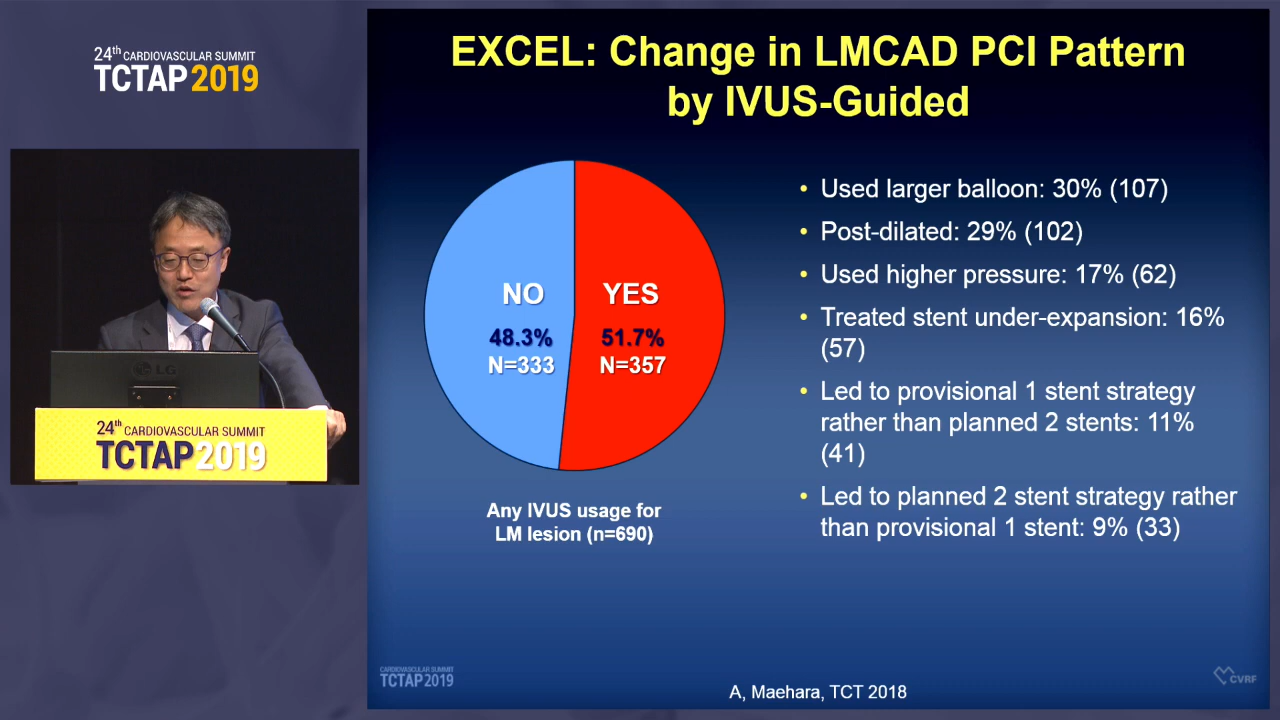 24th CARDIOVASCULAR SUMMIT
TCTAP 2019
LG
24th CARDIOVASCULAR SUMMIT
TCTAP 2019
EXCEL: Change in LMCAD PCI Pattern
by IVUS-Guided
NO
48.3%
N=333
YES
51.7%
N=357
Any IVUS usage for
LM lesion (n=690)
• Used larger balloon: 30% (107)
• Post-dilated: 29% (102)
• Used higher pressure: 17% (62)
• Treated stent under-expansion: 16%
(57)
• Led to provisional 1 stent strategy
rather than planned 2 stents: 11%
(41)
• Led to planned 2 stent strategy rather
than provisional 1 stent: 9% (33)
CARDIOVASCULAR SUMMIT
TCTAP 2019
A, Maehara, TCT 2018
CVRF